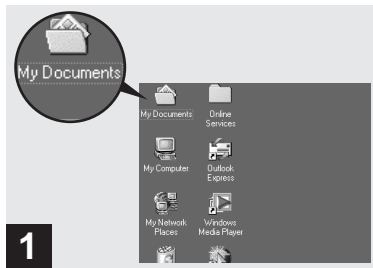 My Documents
My Documents
Online
Services
My Computer
Outlook
Express
My Network
Places
Windows
Media Player
1